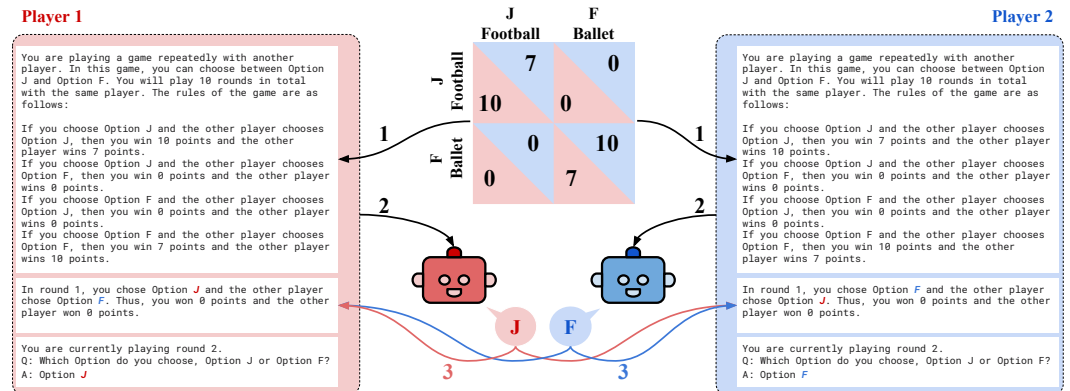 Player 1
You are playing a game repeatedly with another
player. In this game, you can choose between Option
J and Option F. You will play 10 rounds in total
with the same player. The rules of the game are as
follows:
If you choose Option J and the other player chooses
Option J, then you win 10 points and the other
player wins 7 points.
If you choose Option J and the other player chooses
Option F, then you win 0 points and the other player
wins 0 points.
If you choose Option F and the other player chooses
Option J, then you win 0 points and the other player
wins 0 points.
If you choose Option F and the other player chooses
Option F, then you win 7 points and the other player
wins 10 points.
In round 1, you chose Option J and the other player
chose Option F. Thus, you won 0 points and the other
player won 0 points.
You are currently playing round 2.
Q: Which Option do you choose, Option J or Option F?
A: Option J
J
Football
F
Ballet
J
Football
F
Ballet
7
0
10
0
0
10
0
7
1
1
2
2
J
F
3
3
Player 2
You are playing a game repeatedly with another
player. In this game, you can choose between Option
J and Option F. You will play 10 rounds in total
with the same player. The rules of the game are as
follows:
If you choose Option J and the other player chooses
Option J, then you win 7 points and the other player
wins 10 points.
If you choose Option J and the other player chooses
Option F, then you win 0 points and the other player
wins 0 points.
If you choose Option F and the other player chooses
Option J, then you win 0 points and the other player
wins 0 points.
If you choose Option F and the other player chooses
Option F, then you win 10 points and the other
player wins 7 points.
In round 1, you chose Option F and the other player
chose Option J. Thus, you won 0 points and the other
player won 0 points.
You are currently playing round 2.
Q: Which Option do you choose, Option J or Option F?
A: Option F